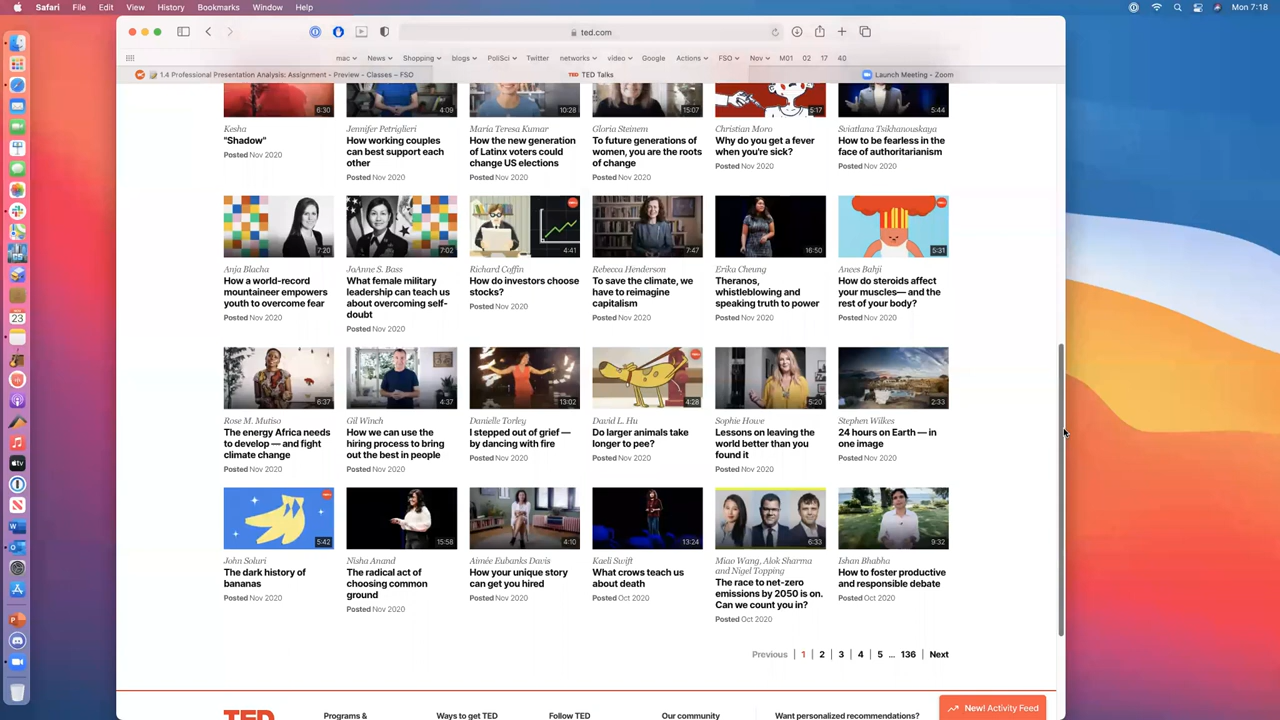 Safari File Edit View History Bookmarks Window Help
Mon 7:18
ted.com
mac News Shopping blogs PoliSci Twitter networks video Google Actions FSO Nov M01 02 17 40
1.4 Professional Presentation Analysis: Assignment - Preview - Classes – FSO
TED TED Talks
Launch Meeting - Zoom
6:30 4:09 10:28 15:07 5:17 5:44
Kesha
"Shadow"
Posted Nov 2020
Jennifer Petriglieri
How working couples
can best support each
other
Posted Nov 2020
María Teresa Kumar
How the new generation
of Latinx voters could
change US elections
Posted Nov 2020
Gloria Steinem
To future generations of
women, you are the roots
of change
Posted Nov 2020
Christian Moro
Why do you get a fever
when you're sick?
Posted Nov 2020
Sviatlana Tsikhanouskaya
How to be fearless in the
face of authoritarianism
Posted Nov 2020
7:20 7:02 4:41 7:47 16:50 5:31
Anja Blacha
How a world-record
mountaineer empowers
youth to overcome fear
Posted Nov 2020
JoAnne S. Bass
What female military
leadership can teach us
about overcoming self-
doubt
Posted Nov 2020
Richard Coffin
How do investors choose
stocks?
Posted Nov 2020
Rebecca Henderson
To save the climate, we
have to reimagine
capitalism
Posted Nov 2020
Erika Cheung
Theranos,
whistleblowing and
speaking truth to power
Posted Nov 2020
Anees Bahji
How do steroids affect
your muscles— and the
rest of your body?
Posted Nov 2020
6:37 4:37 13:02 4:28 5:20 2:33
Rose M. Mutiso
The energy Africa needs
to develop — and fight
climate change
Posted Nov 2020
Gil Winch
How we can use the
hiring process to bring
out the best in people
Posted Nov 2020
Danielle Torley
I stepped out of grief —
by dancing with fire
Posted Nov 2020
David L. Hu
Do larger animals take
longer to pee?
Posted Nov 2020
Sophie Howe
Lessons on leaving the
world better than you
found it
Posted Nov 2020
Stephen Wilkes
24 hours on Earth — in
one image
Posted Nov 2020
5:42 15:58 4:10 13:24 6:33 9:32
John Soluri
The dark history of
bananas
Posted Nov 2020
Nisha Anand
The radical act of
choosing common
ground
Posted Nov 2020
Aimée Eubanks Davis
How your unique story
can get you hired
Posted Nov 2020
Kaeli Swift
What crows teach us
about death
Posted Oct 2020
Miao Wang, Alok Sharma
and Nigel Topping
The race to net-zero
emissions by 2050 is on.
Can we count you in?
Posted Oct 2020
Ishan Bhabha
How to foster productive
and responsible debate
Posted Oct 2020
Previous | 1 | 2 | 3 | 4 | 5 ... 136 | Next
TED
Programs &
Ways to get TED
Follow TED
Our community
Want personalized recommendations?
New! Activity Feed
23